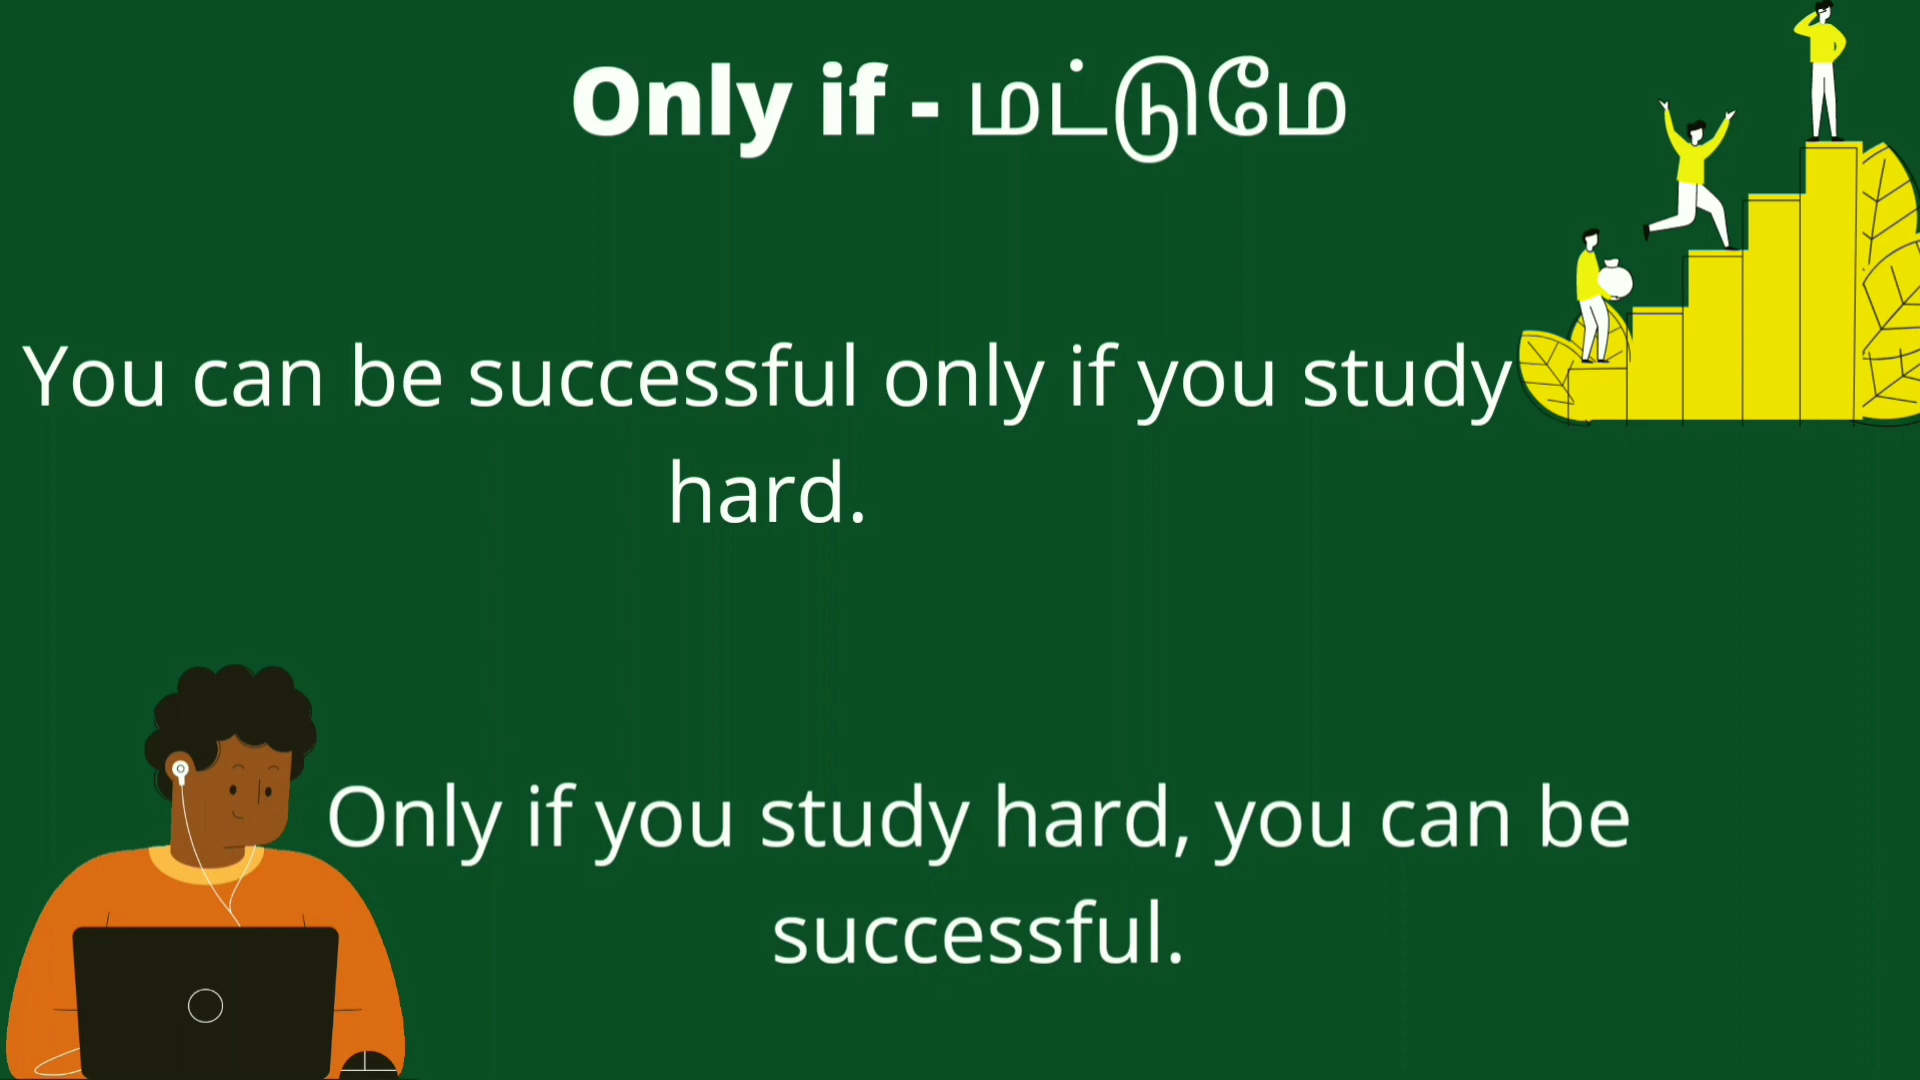 Only if - மட்டுமே
You can be successful only if you study
hard.
Only if you study hard, you can be
successful.